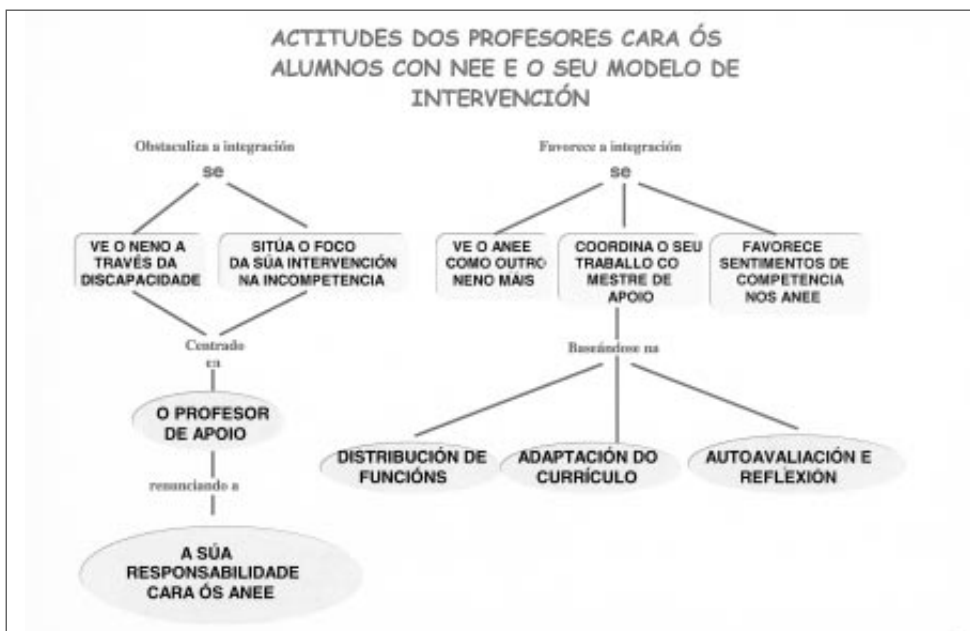 ACTITUDES DOS PROFESORES CARA ÓS
ALUMNOS CON NEE E O SEU MODELO DE
INTERVENCIÓN
Obstaculiza a integración
se
VE O NENO A
TRAVÉS DA
DISCAPACIDADE
SITÚA O FOCO
DA SÚA INTERVENCIÓN
NA INCOMPETENCIA
Centrado
en
O PROFESOR
DE APOIO
renunciando a
A SÚA
RESPONSABILIDADE
CARA ÓS ANEE
Favorece a integración
se
VE O ANEE
COMO OUTRO
NENO MÁIS
COORDINA O SEU
TRABALLO CO
MESTRE DE
APOIO
FAVORECE
SENTIMENTOS DE
COMPETENCIA
NOS ANEE
Baseándose na
DISTRIBUCIÓN DE
FUNCIÓNS
ADAPTACIÓN DO
CURRÍCULO
AUTOAVALIACIÓN E
REFLEXIÓN